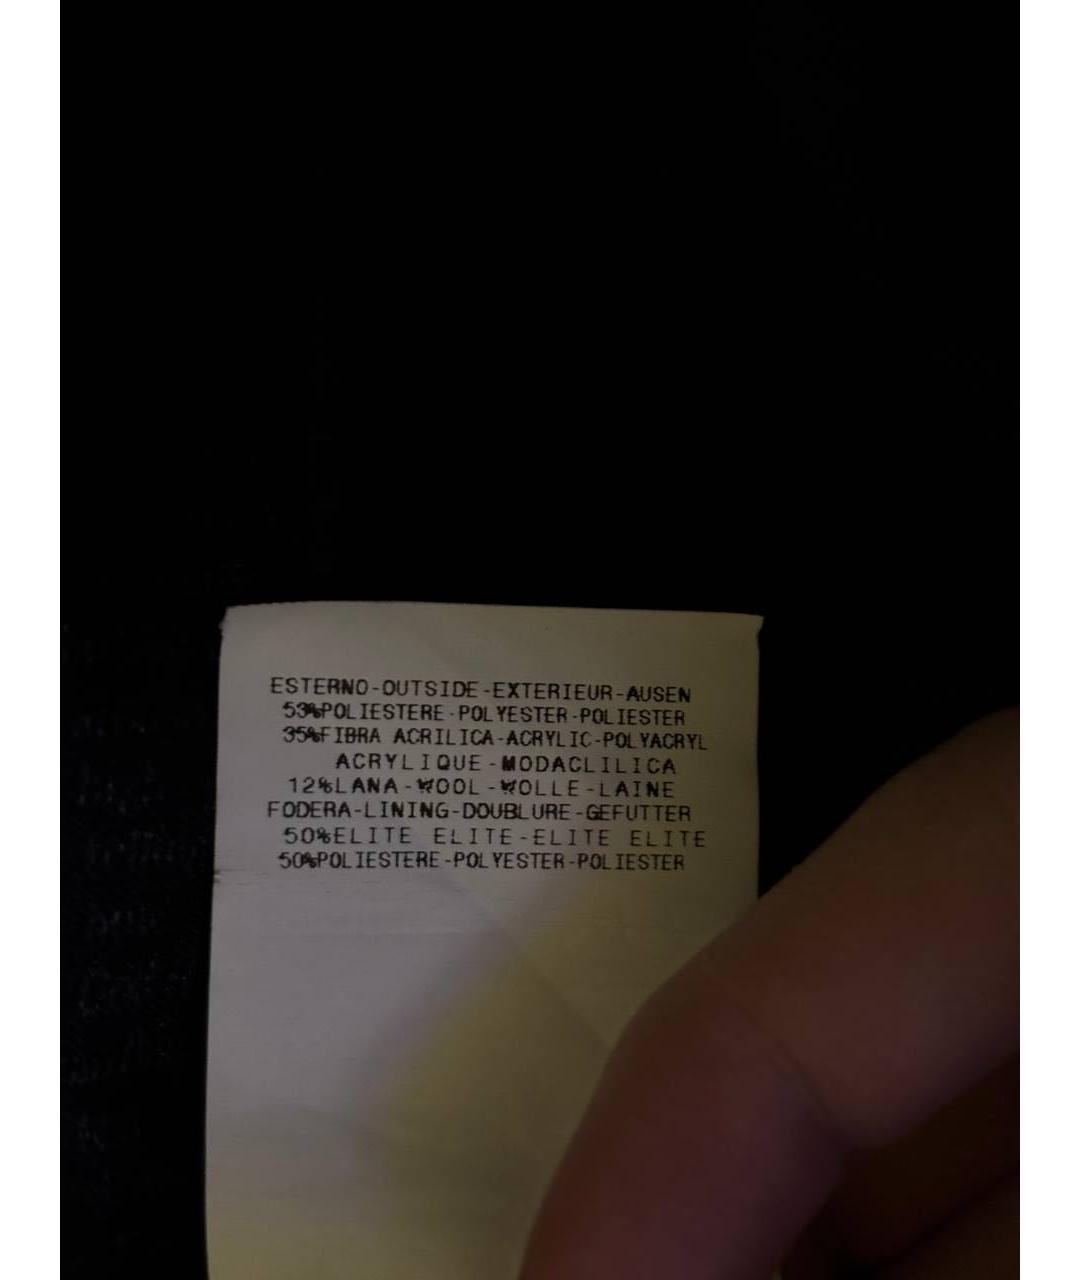 ESTERNO-OUTSIDE-EXTERIEUR-AUSEN
53%POLIESTERE-POLYESTER-POLIESTER
35%FIBRA ACRILICA-ACRYLIC-POLYACRYL
ACRYLIQUE-MODACLILICA
12%LANA-WOOL-WOLLE-LAINE
FODERA-LINING-DOUBLURE-GEFUTTER
50%ELITE ELITE-ELITE ELITE
50%POLIESTERE-POLYESTER-POLIESTER